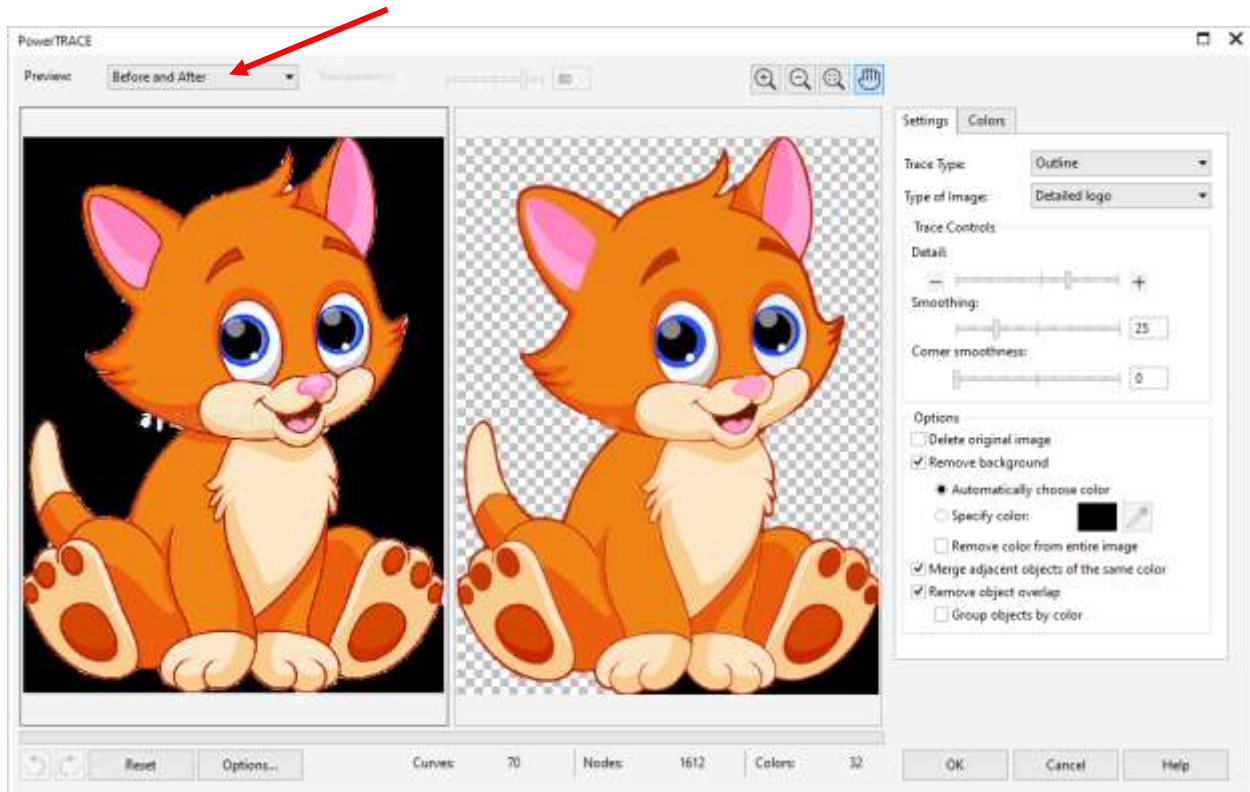 PowerTRACE
Preview: Before and After 80
Settings Colors
Trace Type: Outline
Type of Image: Detailed logo
Trace Controls
Detail:
Smoothing:
25
Corner smoothness:
0
Options
Delete original image
Remove background
Automatically choose color
Specify color:
Remove color from entire image
Merge adjacent objects of the same color
Remove object overlap
Group objects by color
Reset Options... Curves: 70 Nodes: 1612 Colors: 32 OK Cancel Help